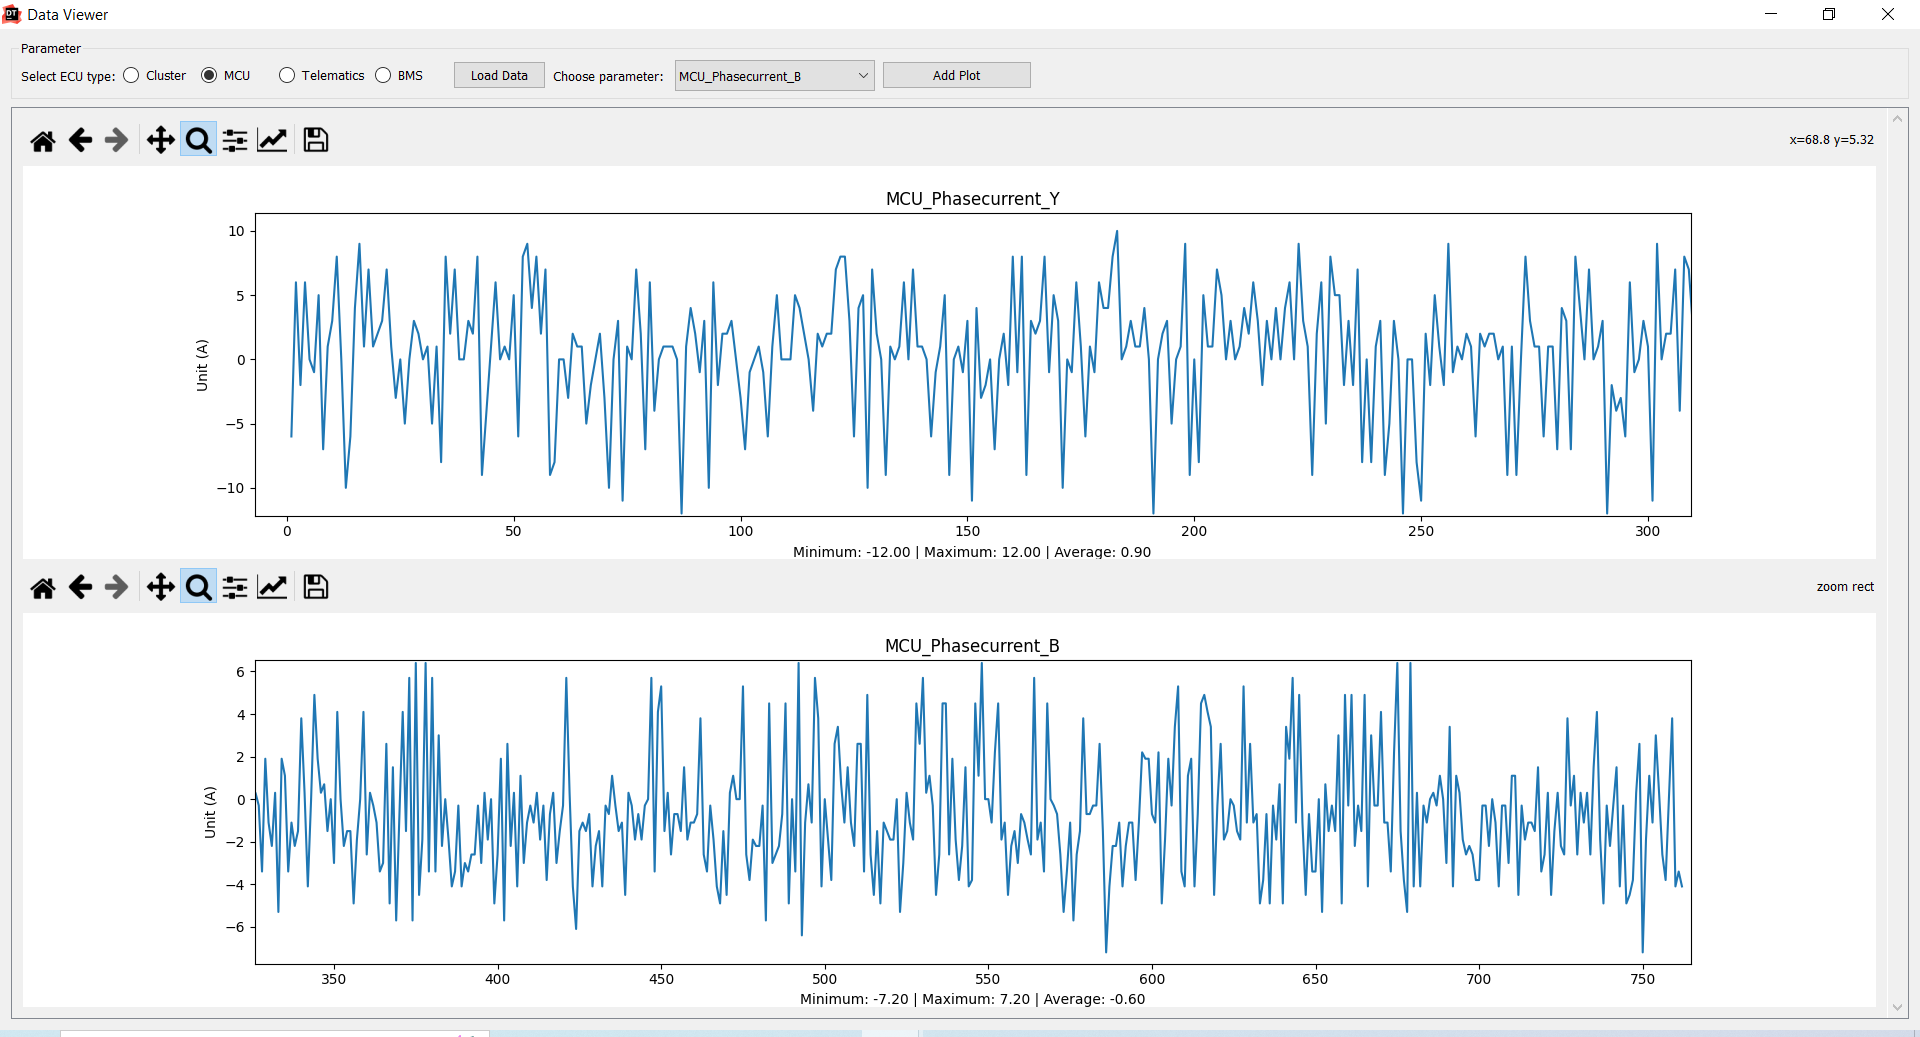 DT Data Viewer
Parameter
Select ECU type: Cluster MCU Telematics BMS Load Data Choose parameter: MCU_Phasecurrent_B Add Plot
x=68.8 y=5.32
MCU_Phasecurrent_Y
10
5
0
−5
−10
Unit (A)
0 50 100 150 200 250 300
Minimum: -12.00 | Maximum: 12.00 | Average: 0.90
zoom rect
MCU_Phasecurrent_B
6
4
2
0
−2
−4
−6
Unit (A)
350 400 450 500 550 600 650 700 750
Minimum: -7.20 | Maximum: 7.20 | Average: -0.60